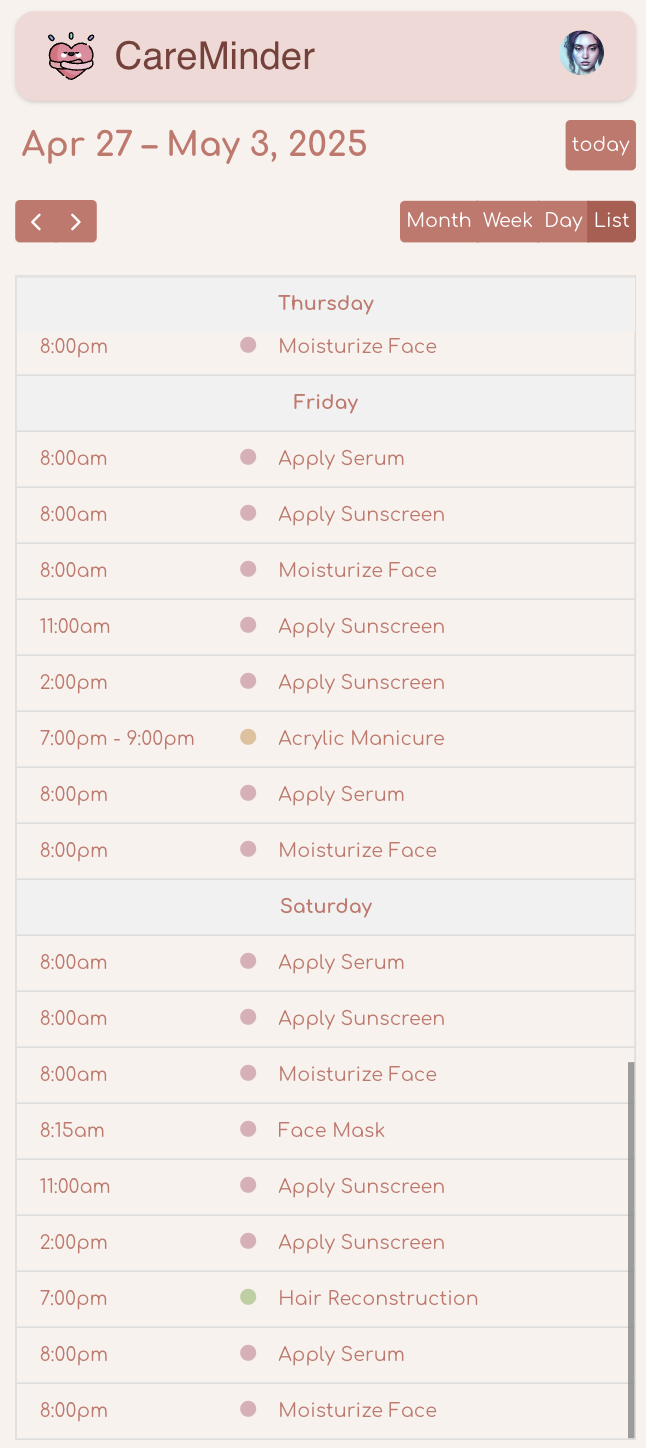 CareMinder
Apr 27 – May 3, 2025
today
Month Week Day List
Thursday
8:00pm Moisturize Face
Friday
8:00am Apply Serum
8:00am Apply Sunscreen
8:00am Moisturize Face
11:00am Apply Sunscreen
2:00pm Apply Sunscreen
7:00pm - 9:00pm Acrylic Manicure
8:00pm Apply Serum
8:00pm Moisturize Face
Saturday
8:00am Apply Serum
8:00am Apply Sunscreen
8:00am Moisturize Face
8:15am Face Mask
11:00am Apply Sunscreen
2:00pm Apply Sunscreen
7:00pm Hair Reconstruction
8:00pm Apply Serum
8:00pm Moisturize Face